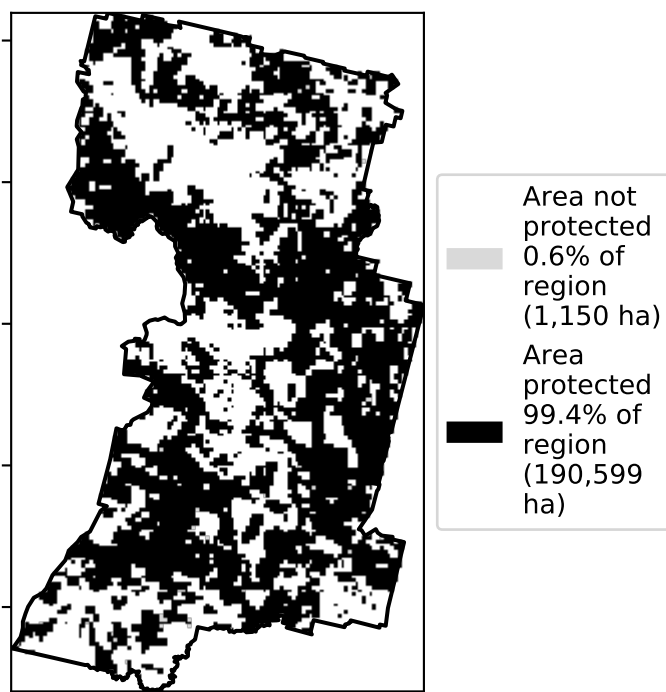 Area not
protected
0.6% of
region
(1,150 ha)
Area
protected
99.4% of
region
(190,599
ha)